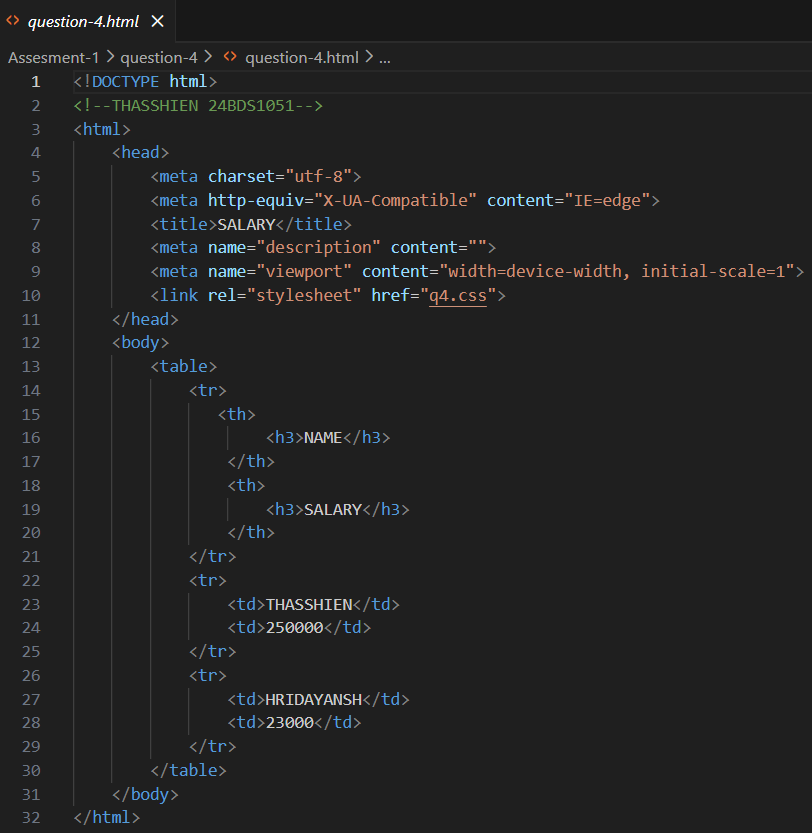 question-4.html
Assesment-1 > question-4 > <> question-4.html > ...
1 <!DOCTYPE html>
2 <!--THASSHIEN 24BDS1051-->
3 <html>
4 <head>
5 <meta charset="utf-8">
6 <meta http-equiv="X-UA-Compatible" content="IE=edge">
7 <title>SALARY</title>
8 <meta name="description" content="">
9 <meta name="viewport" content="width=device-width, initial-scale=1">
10 <link rel="stylesheet" href="q4.css">
11 </head>
12 <body>
13 <table>
14 <tr>
15 <th>
16 <h3>NAME</h3>
17 </th>
18 <th>
19 <h3>SALARY</h3>
20 </th>
21 </tr>
22 <tr>
23 <td>THASSHIEN</td>
24 <td>250000</td>
25 </tr>
26 <tr>
27 <td>HRIDAYANSH</td>
28 <td>23000</td>
29 </tr>
30 </table>
31 </body>
32 </html>